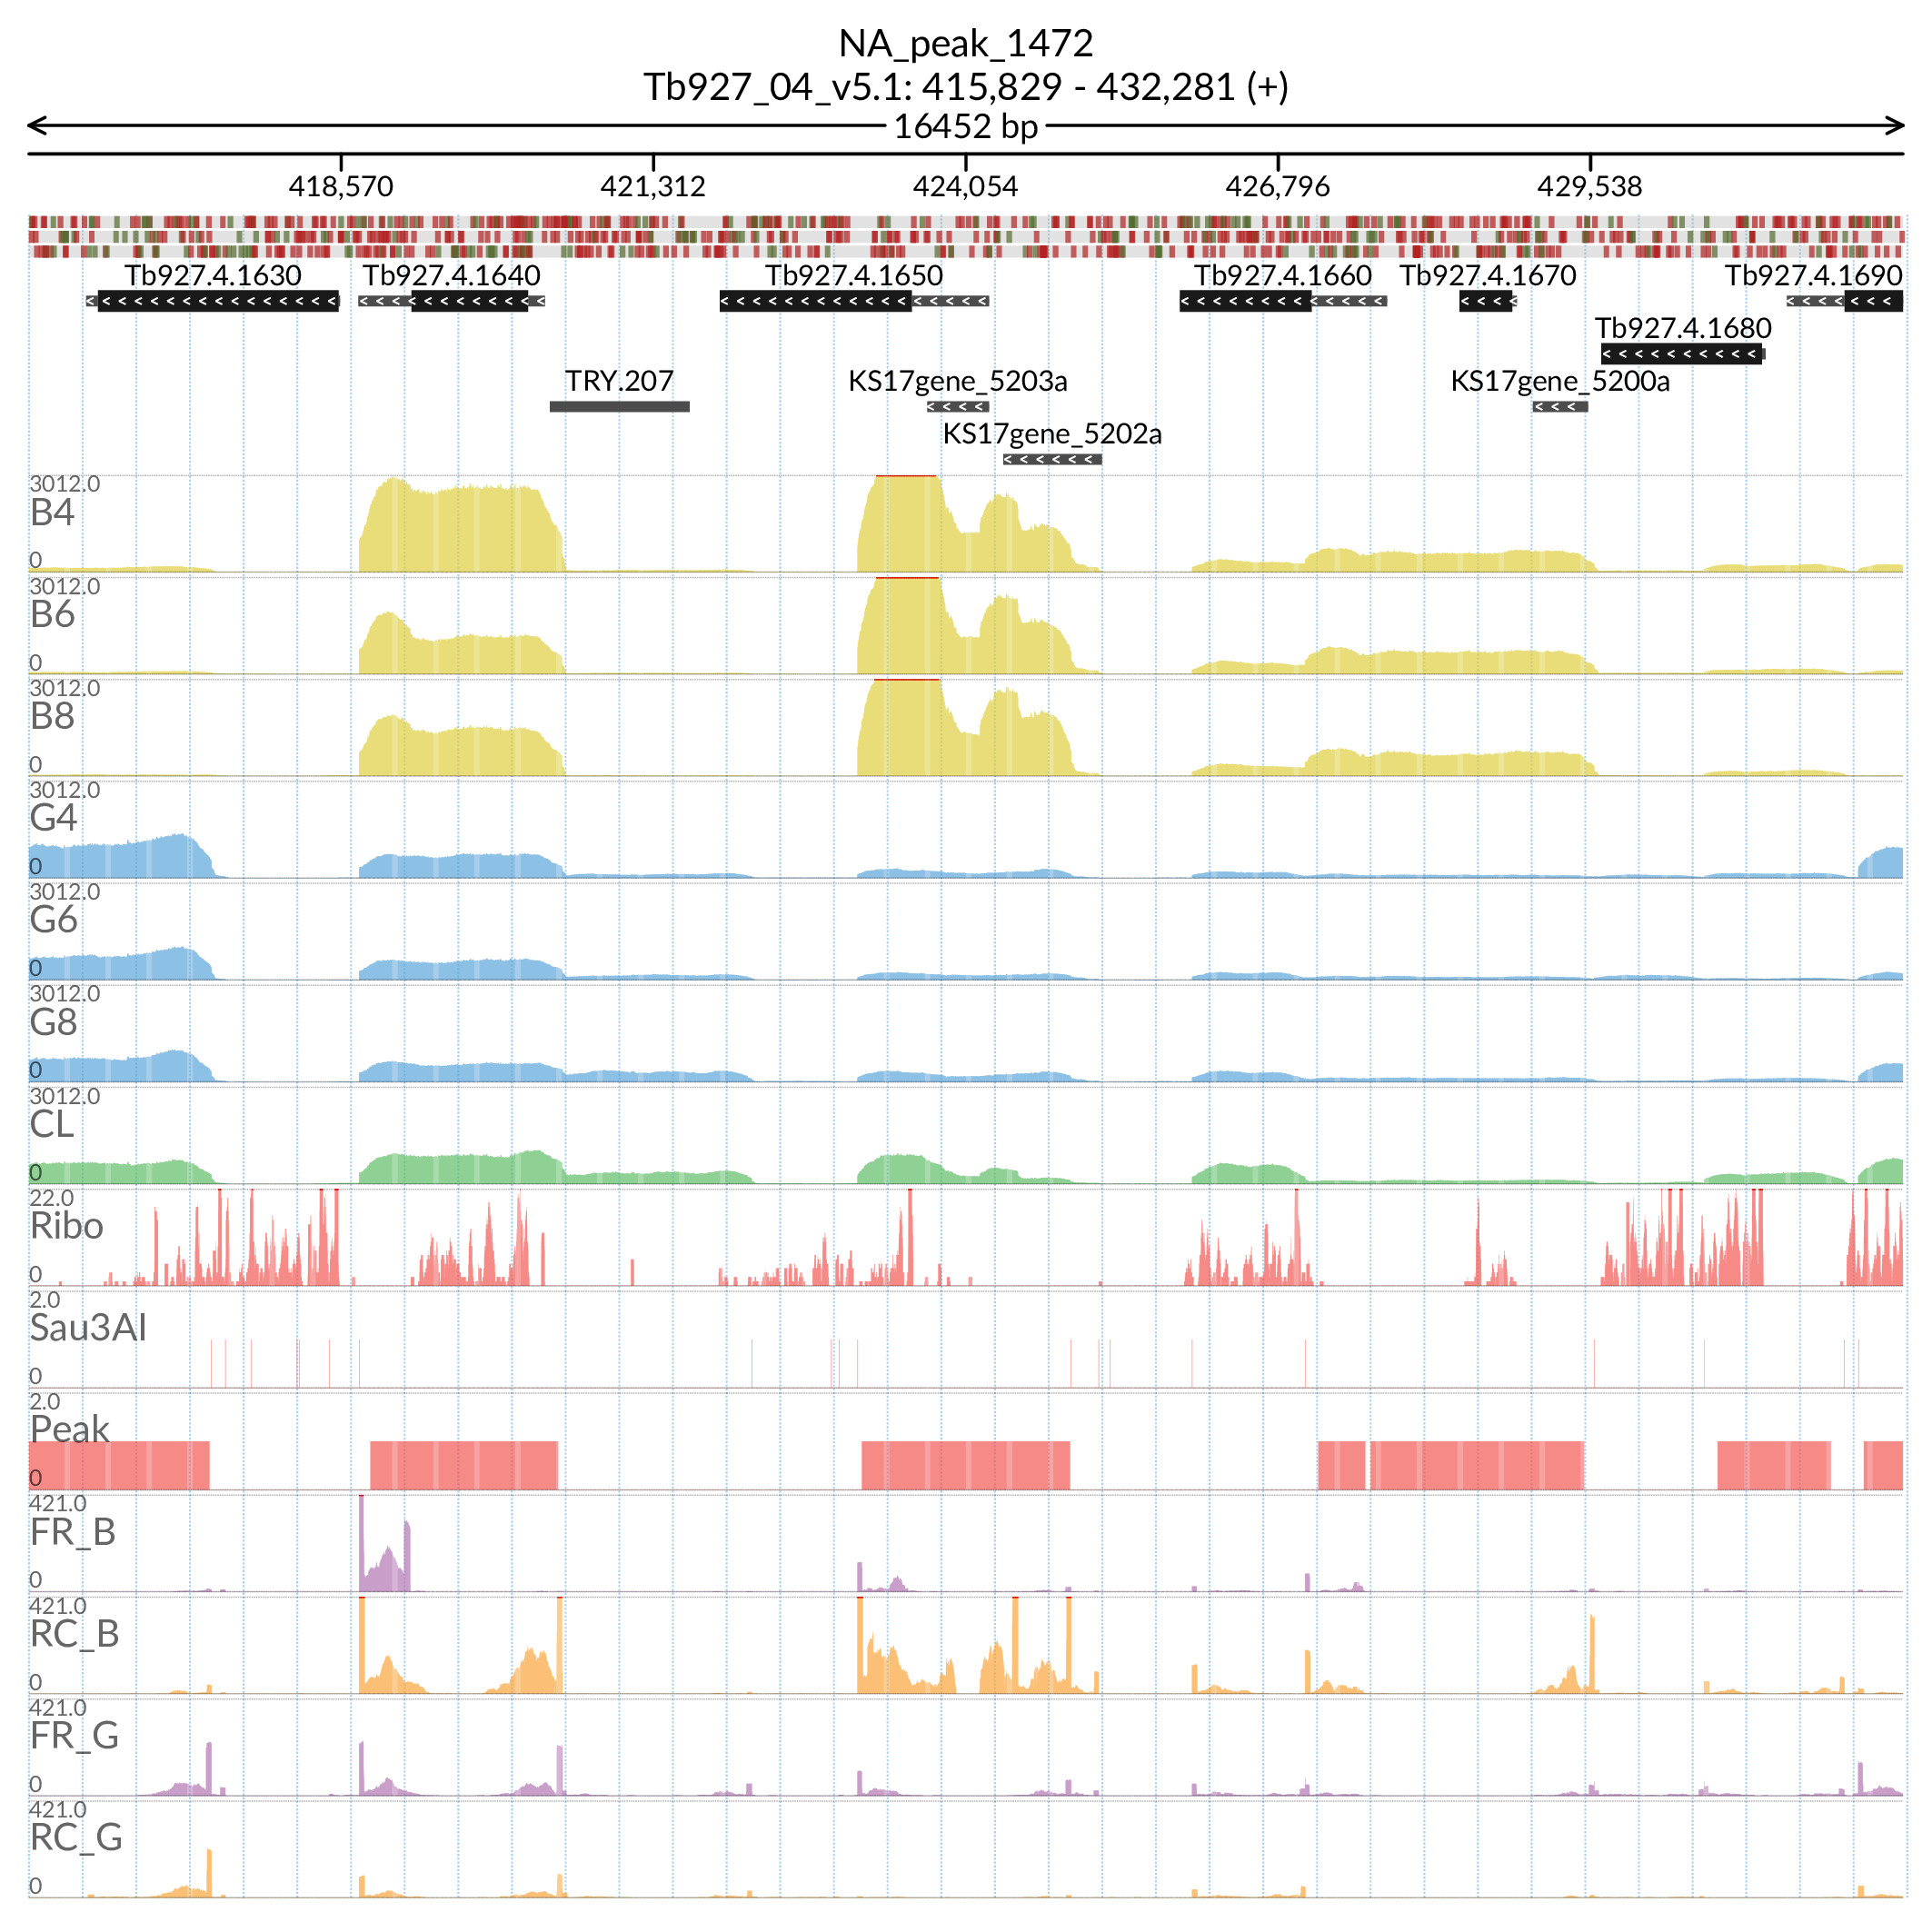 NA_peak_1472
Tb927_04_v5.1: 415,829 - 432,281 (+)
16452 bp
418,570 421,312 424,054 426,796 429,538
Tb927.4.1630 Tb927.4.1640 Tb927.4.1650 Tb927.4.1660 Tb927.4.1670 Tb927.4.1690
Tb927.4.1680
TRY.207 KS17gene_5203a KS17gene_5200a
KS17gene_5202a
3012.0
B4
0
3012.0
B6
0
3012.0
B8
0
3012.0
G4
0
3012.0
G6
0
3012.0
G8
0
3012.0
CL
0
22.0
Ribo
0
2.0
Sau3AI
0
2.0
Peak
0
421.0
FR_B
0
421.0
RC_B
0
421.0
FR_G
0
421.0
RC_G
0